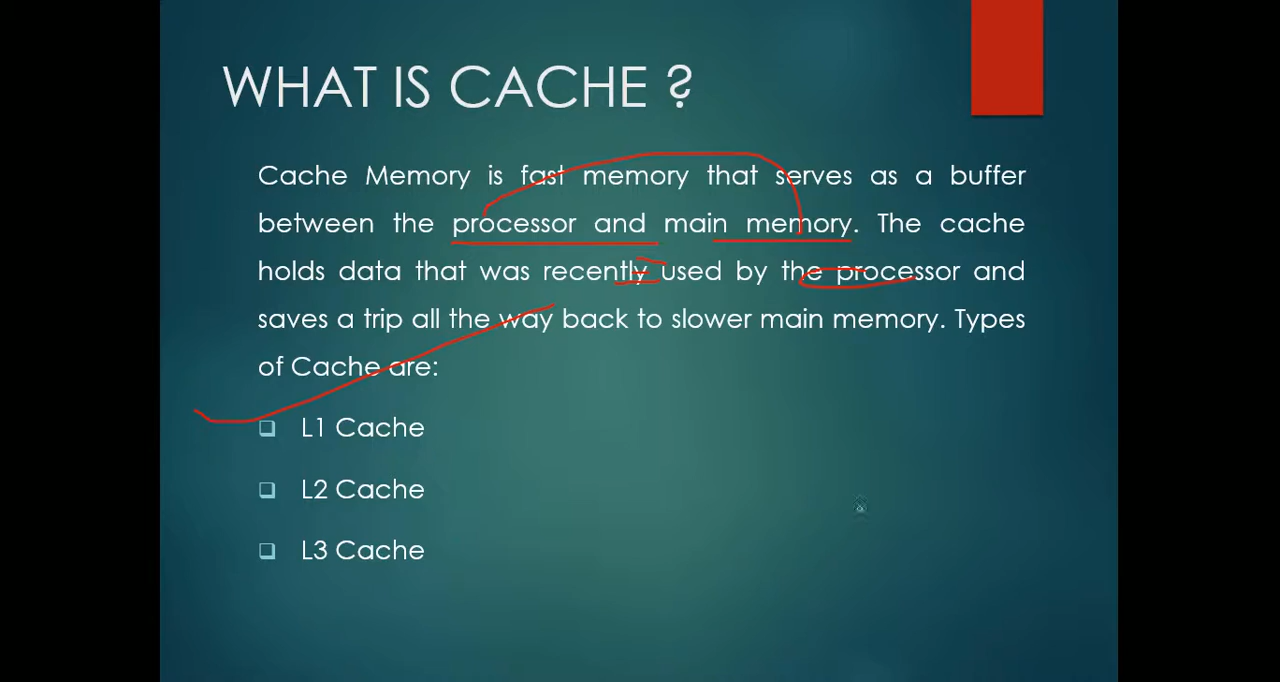 WHAT IS CACHE ?
Cache Memory is fast memory that serves as a buffer
between the processor and main memory. The cache
holds data that was recently used by the processor and
saves a trip all the way back to slower main memory. Types
of Cache are:
L1 Cache
L2 Cache
L3 Cache